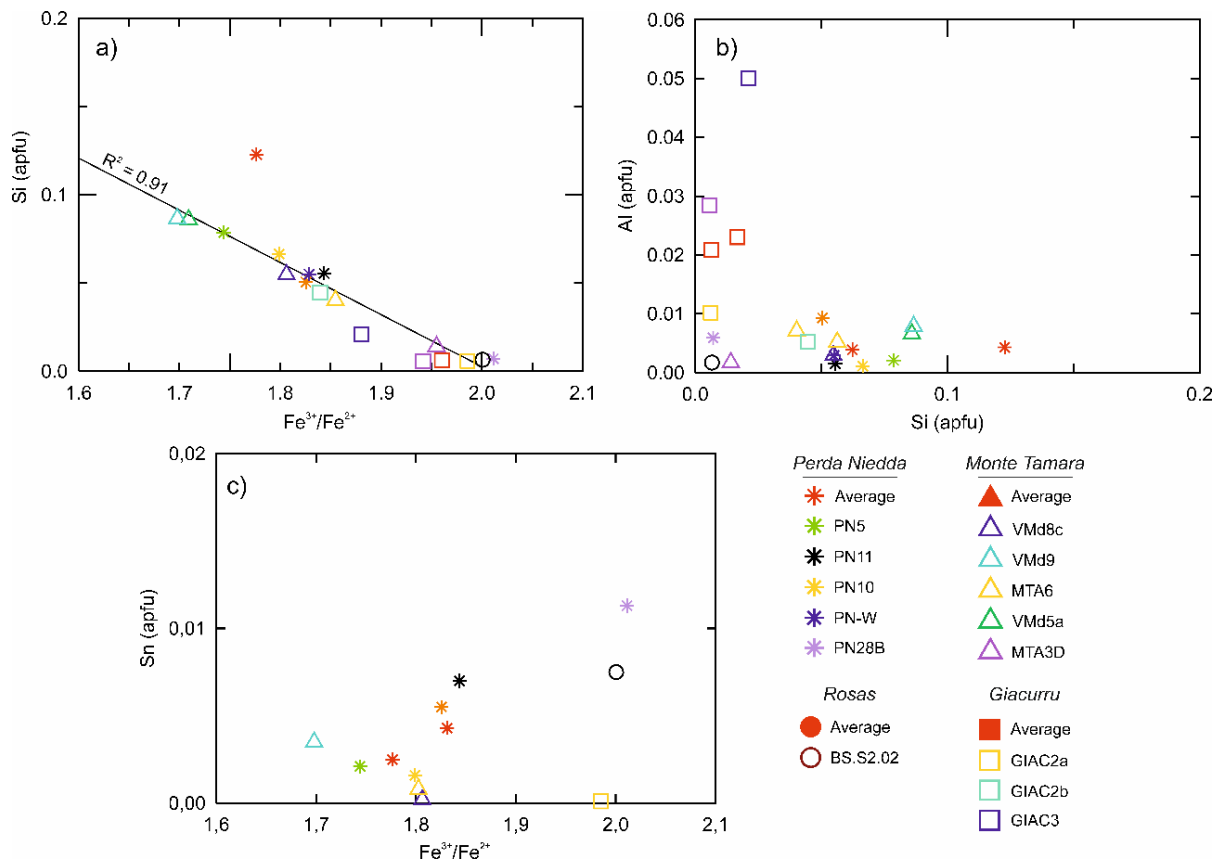 a)
0.2
0.1
0.0
Si (apfu)
R² = 0.91
1.6 1.7 1.8 1.9 2.0 2.1
Fe³⁺/Fe²⁺
b)
0.06
0.05
0.04
0.03
0.02
0.01
0.00
Al (apfu)
0.0 0.1 0.2
Si (apfu)
c)
0,02
0,01
0,00
Sn (apfu)
1,6 1,7 1,8 1,9 2,0 2,1
Fe³⁺/Fe²⁺
Perda Niedda
Average
PN5
PN11
PN10
PN-W
PN28B
Monte Tamara
Average
VMd8c
VMd9
MTA6
VMd5a
MTA3D
Rosas
Average
BS.S2.02
Giacurru
Average
GIAC2a
GIAC2b
GIAC3